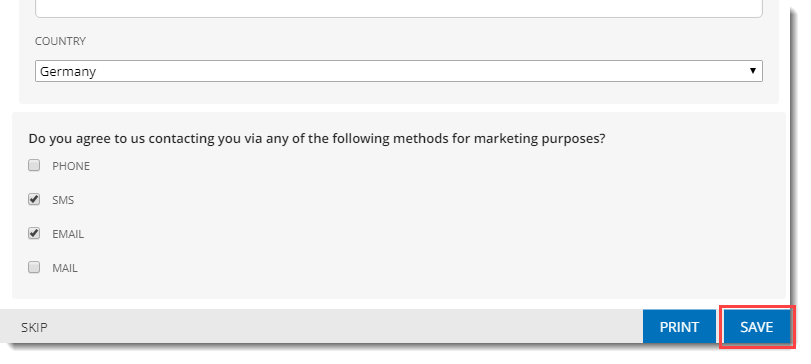 COUNTRY
Germany
Do you agree to us contacting you via any of the following methods for marketing purposes?
PHONE
SMS
EMAIL
MAIL
SKIP PRINT SAVE